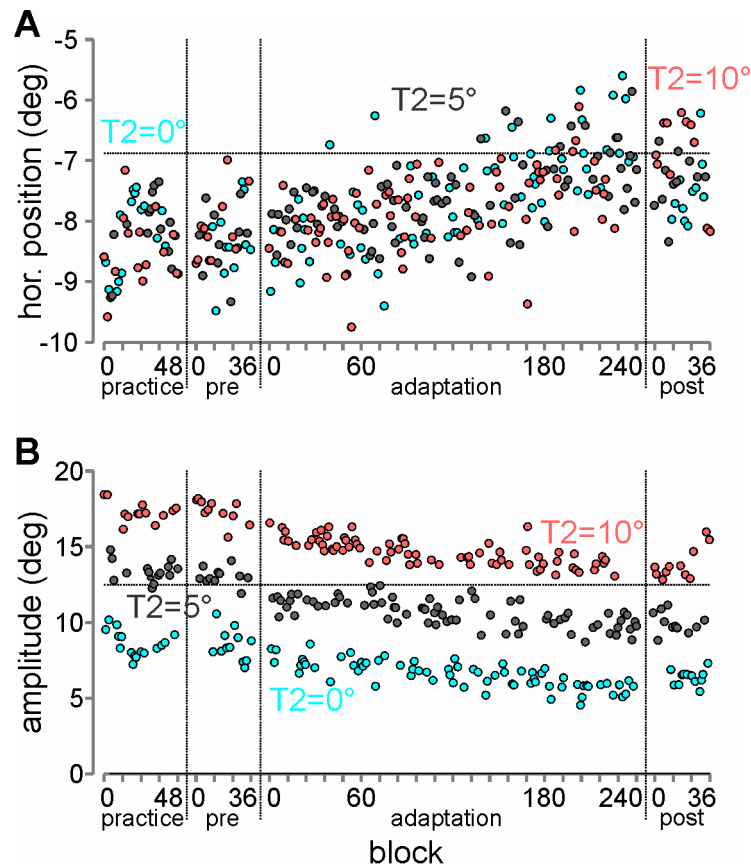 A
hor. position (deg)
-5
-6
-7
-8
-9
-10
T2=0°
T2=5°
T2=10°
0 48 0 36 0 60 180 240 0 36
practice pre adaptation post
B
amplitude (deg)
20
15
10
5
0
T2=10°
T2=5°
T2=0°
0 48 0 36 0 60 180 240 0 36
practice pre adaptation post
block